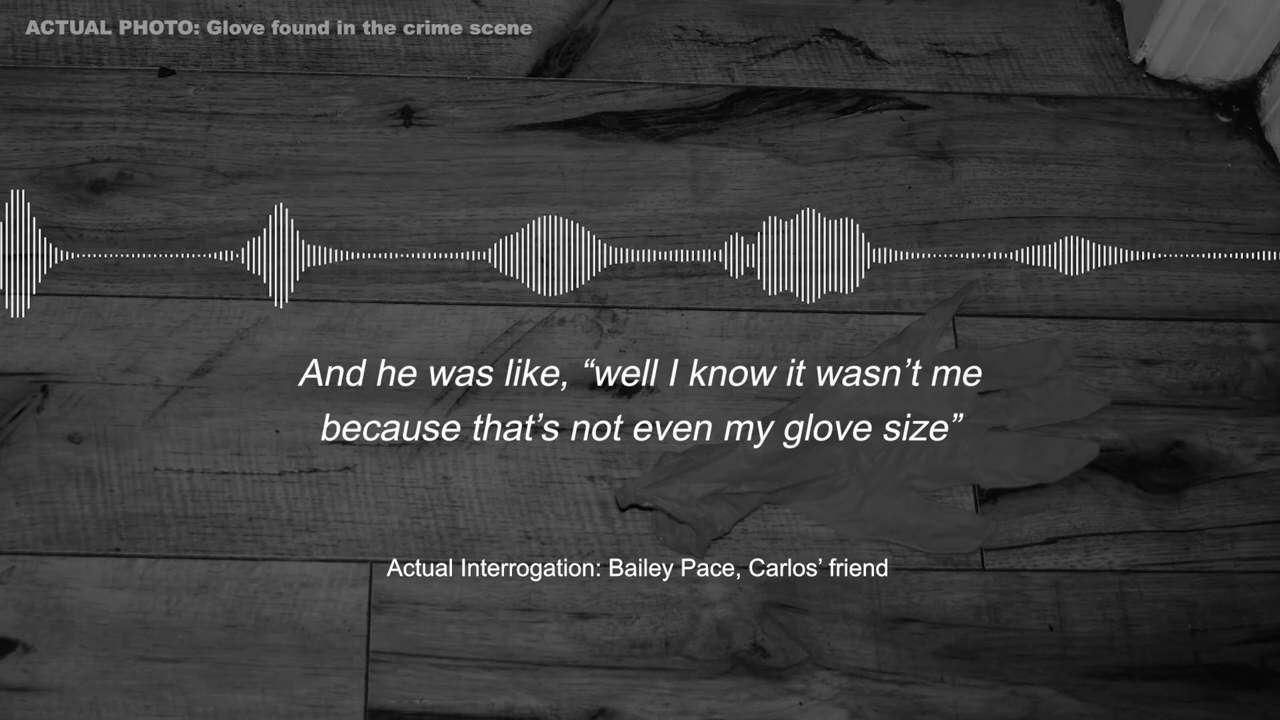 ACTUAL PHOTO: Glove found in the crime scene
And he was like, “well I know it wasn’t me
because that’s not even my glove size”
Actual Interrogation: Bailey Pace, Carlos’ friend